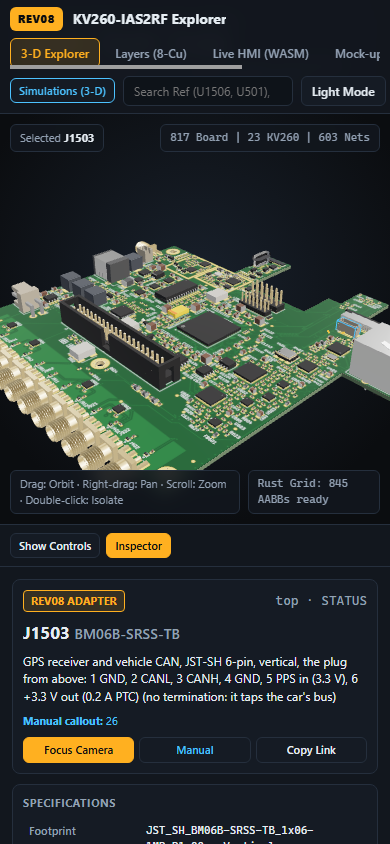 REV08 KV260-IAS2RF Explorer
3-D Explorer Layers (8-Cu) Live HMI (WASM) Mock-up
Simulations (3-D) Search Ref (U1506, U501), Light Mode
Selected J1503 817 Board | 23 KV260 | 603 Nets
Drag: Orbit · Right-drag: Pan · Scroll: Zoom
· Double-click: Isolate
Rust Grid: 845
AABBs ready
Show Controls Inspector
REV08 ADAPTER top · STATUS
J1503 BM06B-SRSS-TB
GPS receiver and vehicle CAN, JST-SH 6-pin, vertical, the plug
from above: 1 GND, 2 CANL, 3 CANH, 4 GND, 5 PPS in (3.3 V), 6
+3.3 V out (0.2 A PTC) (no termination: it taps the car's bus)
Manual callout: 26
Focus Camera Manual Copy Link
SPECIFICATIONS
Footprint JST_SH_BM06B-SRSS-TB_1x06-